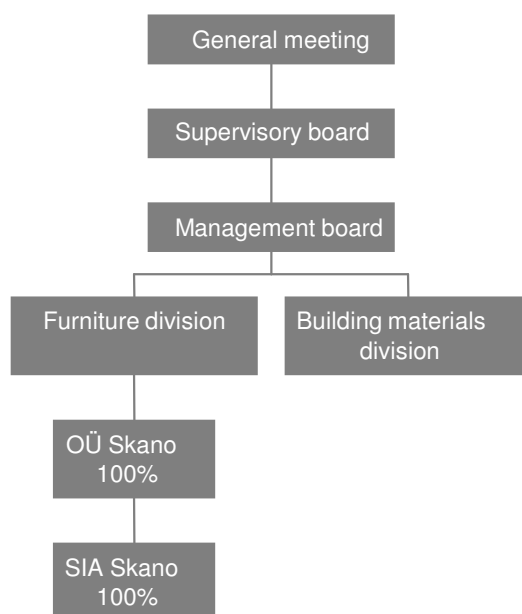 General meeting
Supervisory board
Management board
Furniture division
Building materials
division
OÜ Skano
100%
SIA Skano
100%